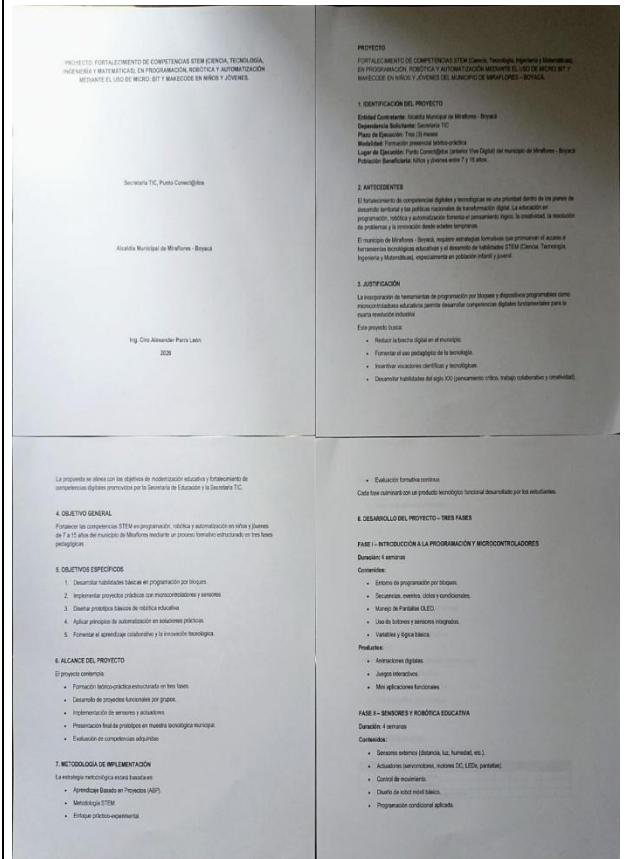 PROYECTO: FORTALECIMIENTO DE COMPETENCIAS STEM (CIENCIA, TECNOLOGÍA,
INGENIERÍA Y MATEMÁTICAS), EN PROGRAMACIÓN, ROBÓTICA Y AUTOMATIZACIÓN
MEDIANTE EL USO DE MICRO: BIT Y MAKECODE EN NIÑOS Y JÓVENES.
Secretaria TIC, Punto Conect@dos
Alcaldía Municipal de Miraflores - Boyacá
Ing. Ciro Alexander Parra León
2026
PROYECTO
FORTALECIMIENTO DE COMPETENCIAS STEM (Ciencia, Tecnología, Ingeniería y Matemáticas),
EN PROGRAMACIÓN, ROBÓTICA Y AUTOMATIZACIÓN MEDIANTE EL USO DE MICRO: BIT Y
MAKECODE EN NIÑOS Y JÓVENES DEL MUNICIPIO DE MIRAFLORES – BOYACÁ.
1. IDENTIFICACIÓN DEL PROYECTO
Entidad Contratante: Alcaldía Municipal de Miraflores - Boyacá
Dependencia Solicitante: Secretaría TIC
Plazo de Ejecución: Tres (3) meses
Modalidad: Formación presencial teórico-práctica
Lugar de Ejecución: Punto Conect@dos (anterior Vive Digital) del municipio de Miraflores - Boyacá
Población Beneficiaria: Niños y jóvenes entre 7 y 15 años.
2. ANTECEDENTES
El fortalecimiento de competencias digitales y tecnológicas es una prioridad dentro de los planes de
desarrollo territorial y las políticas nacionales de transformación digital. La educación en
programación, robótica y automatización fomenta el pensamiento lógico, la creatividad, la resolución
de problemas y la innovación desde edades tempranas.
El municipio de Miraflores - Boyacá, requiere estrategias formativas que promuevan el acceso a
herramientas tecnológicas educativas y el desarrollo de habilidades STEM (Ciencia, Tecnología,
Ingeniería y Matemáticas), especialmente en población infantil y juvenil.
3. JUSTIFICACIÓN
La incorporación de herramientas de programación por bloques y dispositivos programables como
microcontroladores educativos permite desarrollar competencias digitales fundamentales para la
cuarta revolución industrial.
Este proyecto busca:
• Reducir la brecha digital en el municipio.
• Fomentar el uso pedagógico de la tecnología.
• Incentivar vocaciones científicas y tecnológicas.
• Desarrollar habilidades del siglo XXI (pensamiento crítico, trabajo colaborativo y creatividad).
La propuesta se alinea con los objetivos de modernización educativa y fortalecimiento de
competencias digitales promovidos por la Secretaría de Educación y la Secretaría TIC.
4. OBJETIVO GENERAL
Fortalecer las competencias STEM en programación, robótica y automatización en niños y jóvenes
de 7 a 15 años del municipio de Miraflores mediante un proceso formativo estructurado en tres fases
pedagógicas.
5. OBJETIVOS ESPECÍFICOS
1. Desarrollar habilidades básicas en programación por bloques.
2. Implementar proyectos prácticos con microcontroladores y sensores.
3. Diseñar prototipos básicos de robótica educativa.
4. Aplicar principios de automatización en soluciones prácticas.
5. Fomentar el aprendizaje colaborativo y la innovación tecnológica.
6. ALCANCE DEL PROYECTO
El proyecto contempla:
• Formación teórico-práctica estructurada en tres fases.
• Desarrollo de proyectos funcionales por grupos.
• Implementación de sensores y actuadores.
• Presentación final de prototipos en muestra tecnológica municipal.
• Evaluación de competencias adquiridas.
7. METODOLOGÍA DE IMPLEMENTACIÓN
La estrategia metodológica estará basada en:
• Aprendizaje Basado en Proyectos (ABP).
• Metodología STEM.
• Enfoque práctico-experimental.
• Evaluación formativa continua.
Cada fase culminará con un producto tecnológico funcional desarrollado por los estudiantes.
8. DESARROLLO DEL PROYECTO – TRES FASES
FASE I – INTRODUCCIÓN A LA PROGRAMACIÓN Y MICROCONTROLADORES
Duración: 4 semanas
Contenidos:
• Entorno de programación por bloques.
• Secuencias, eventos, ciclos y condicionales.
• Manejo de Pantallas OLED.
• Uso de botones y sensores integrados.
• Variables y lógica básica.
Productos:
• Animaciones digitales.
• Juegos interactivos.
• Mini aplicaciones funcionales.
FASE II – SENSORES Y ROBÓTICA EDUCATIVA
Duración: 4 semanas
Contenidos:
• Sensores externos (distancia, luz, humedad, etc.).
• Actuadores (servomotores, motores DC, LEDs, pantallas).
• Control de movimiento.
• Diseño de robot móvil básico.
• Programación condicional aplicada.